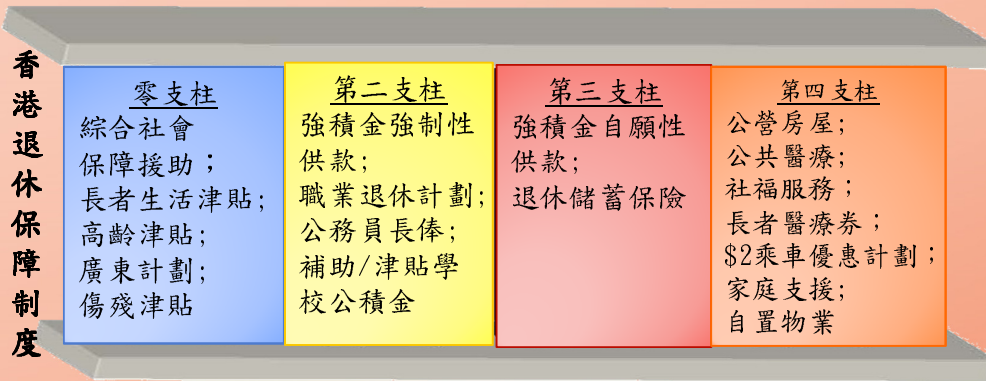 香港退休保障制度
零支柱
綜合社會
保障援助；
長者生活津貼;
高齡津貼;
廣東計劃;
傷殘津貼
第二支柱
強積金強制性
供款;
職業退休計劃;
公務員長俸;
補助/津貼學
校公積金
第三支柱
強積金自願性
供款;
退休儲蓄保險
第四支柱
公營房屋;
公共醫療;
社福服務；
長者醫療券；
$2乘車優惠計劃；
家庭支援;
自置物業